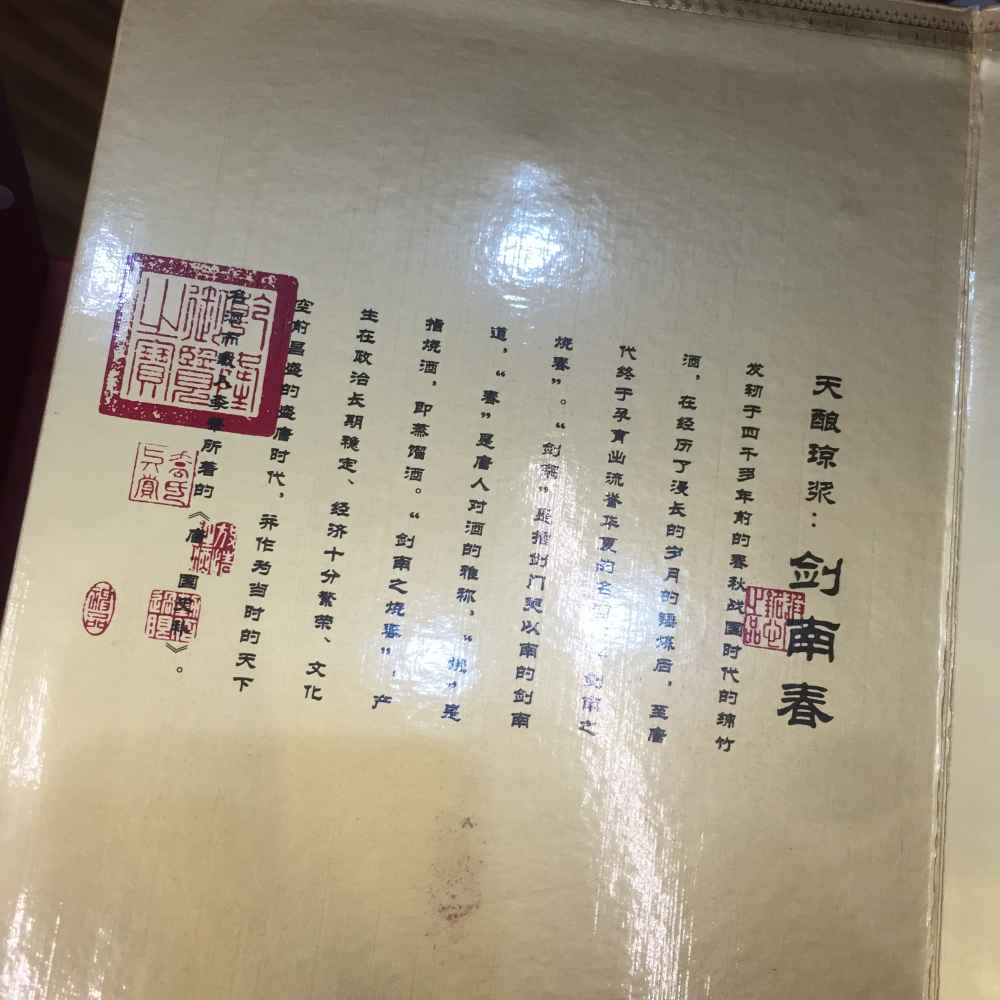 天酿琼浆：剑南春
发轫于四千多年前的春秋战国时代的绵竹
酒，在经历了漫长的岁月的锤炼后，至唐
代终于孕育出流誉华夏的名酒“剑南之
烧春”。“剑南”是指剑门关以南的剑南
道，“春”是唐人对酒的雅称，“烧”是
指烧酒，即蒸馏酒。“剑南之烧春”，产
生在政治长期稳定、经济十分繁荣、文化
空前昌盛的盛唐时代，并作为当时的天下
名酒而载入李肇所著的《唐国史补》。